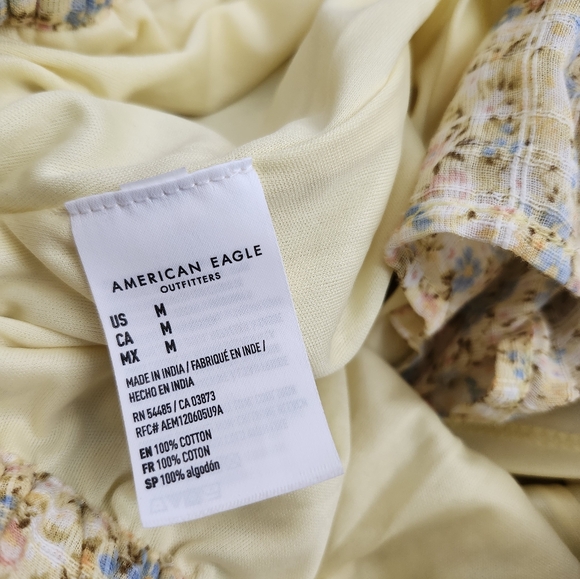 AMERICAN EAGLE
OUTFITTERS
US M
CA M
MX M
MADE IN INDIA / FABRIQUÉ EN INDE /
HECHO EN INDIA
RN 54485 / CA 03873
RFC# AEM120605U9A
EN 100% COTTON
FR 100% COTON
SP 100% algodón